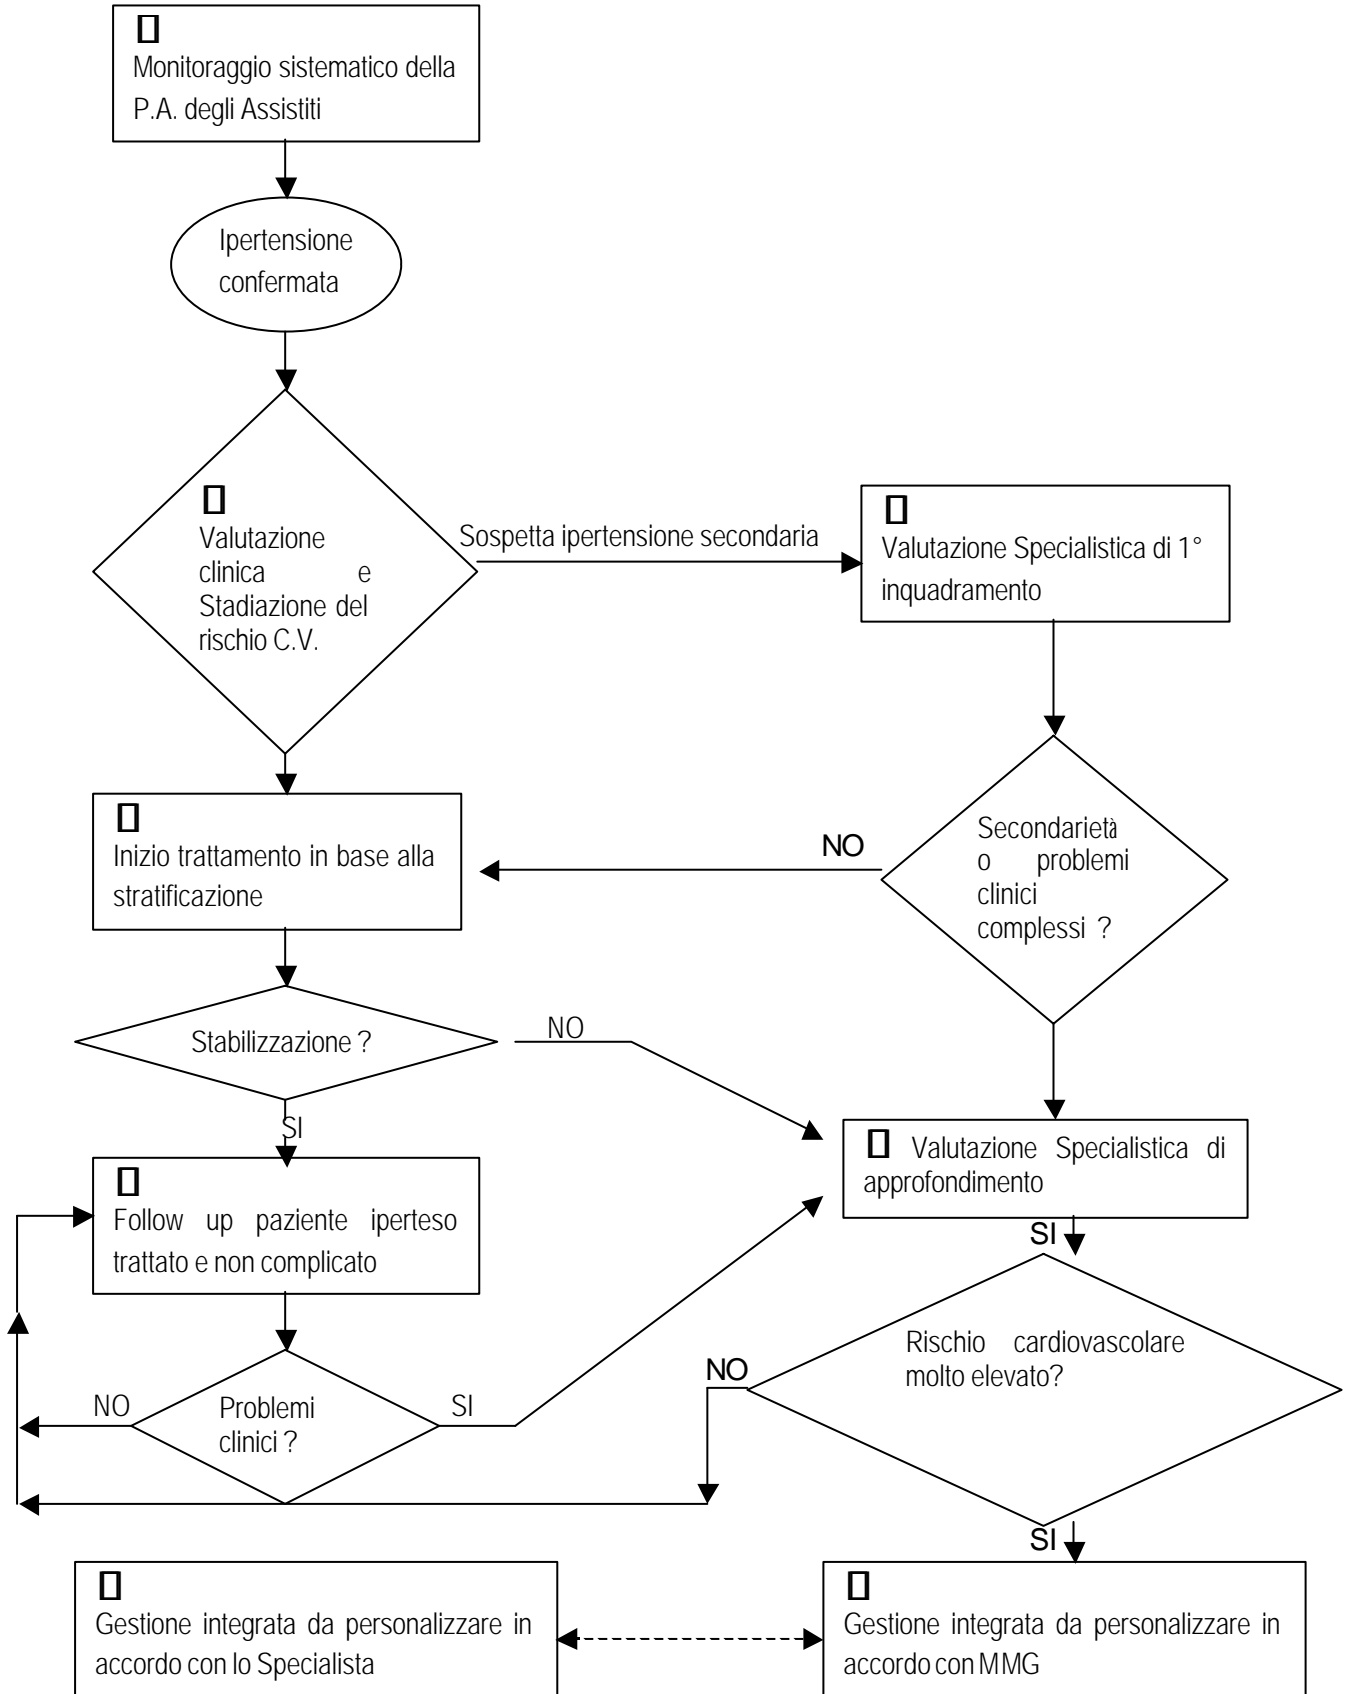 Monitoraggio sistematico della
P.A. degli Assistiti
Ipertensione
confermata
Valutazione
clinica e
Stadiazione del
rischio C.V.
Sospetta ipertensione secondaria
Valutazione Specialistica di 1°
inquadramento
Inizio trattamento in base alla
stratificazione
NO
Secondarietà
o problemi
clinici
complessi ?
Stabilizzazione ?
NO
SI
Valutazione Specialistica di
approfondimento
Follow up paziente iperteso
trattato e non complicato
SI
Rischio cardiovascolare
molto elevato?
NO
NO
Problemi
clinici ?
SI
SI
Gestione integrata da personalizzare in
accordo con lo Specialista
Gestione integrata da personalizzare in
accordo con MMG